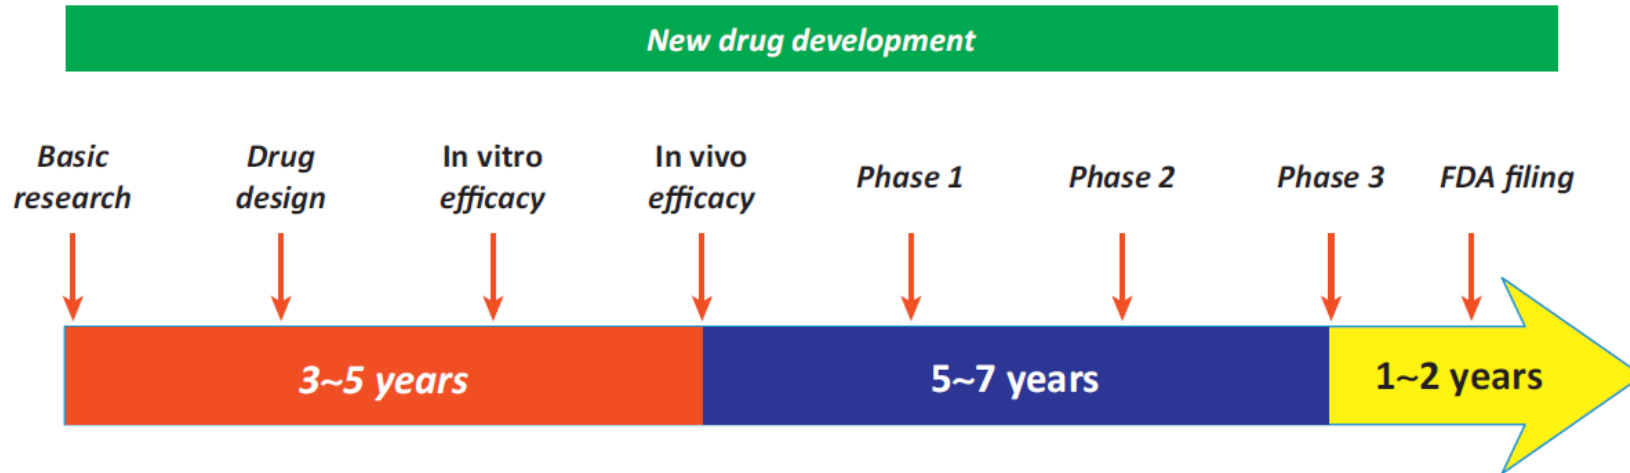 New drug development
Basic
research
Drug
design
In vitro
efficacy
In vivo
efficacy
Phase 1
Phase 2
Phase 3
FDA filing
3~5 years
5~7 years
1~2 years